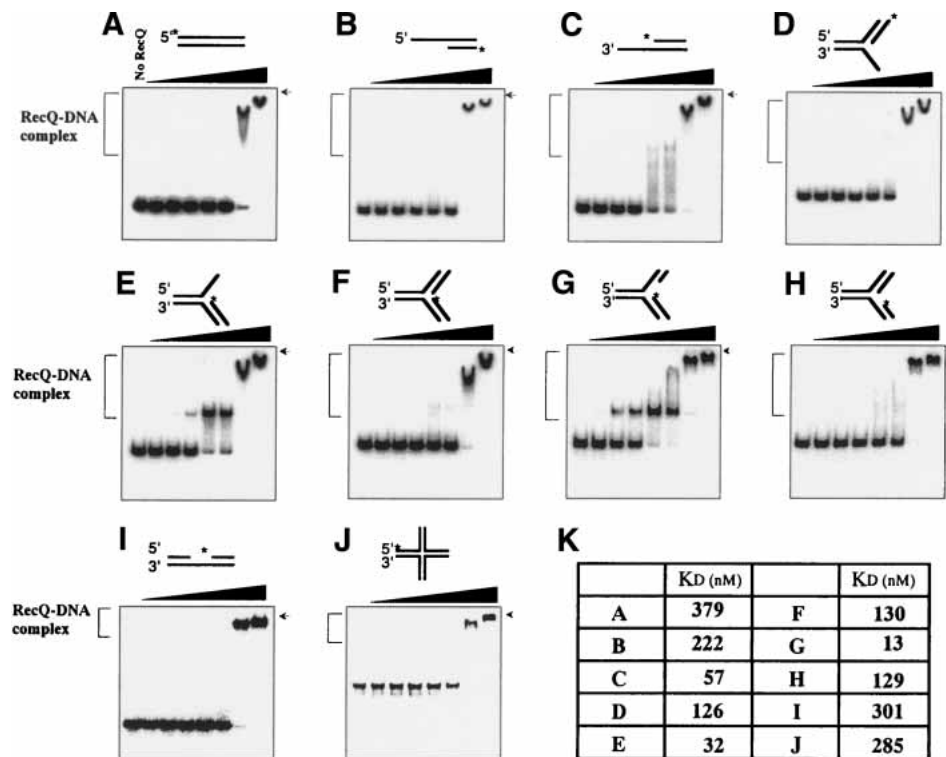 A
B
C
D
5'*
No RecQ
5'
*
3'
*
5'
3'
*
RecQ-DNA
complex
E
F
G
H
5'
3'
*
5'
3'
*
5'
3'
*
5'
3
*
RecQ-DNA
complex
I
J
K
5'
3'
*
5'*
3'
RecQ-DNA
complex
KD (nM) KD (nM)
A 379 F 130
B 222 G 13
C 57 H 129
D 126 I 301
E 32 J 285